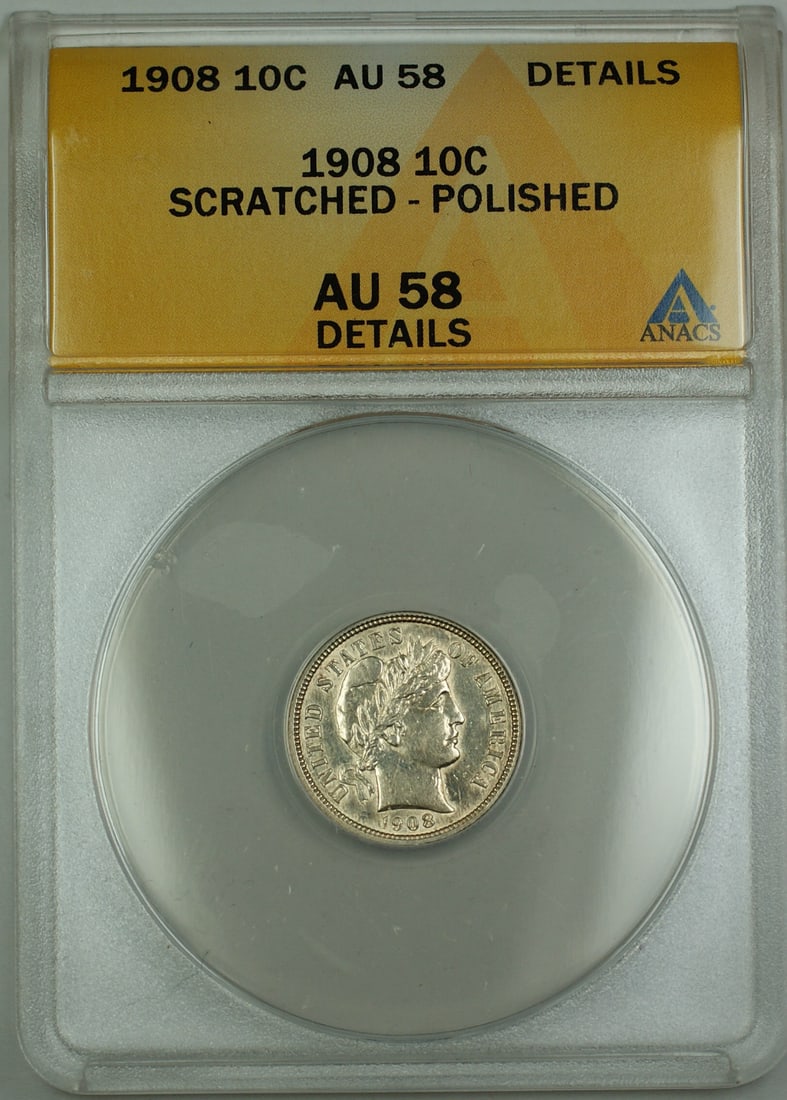 1908 10C AU 58 DETAILS
1908 10C
SCRATCHED - POLISHED
AU 58
DETAILS
ANACS
UNITED STATES OF AMERICA
1908